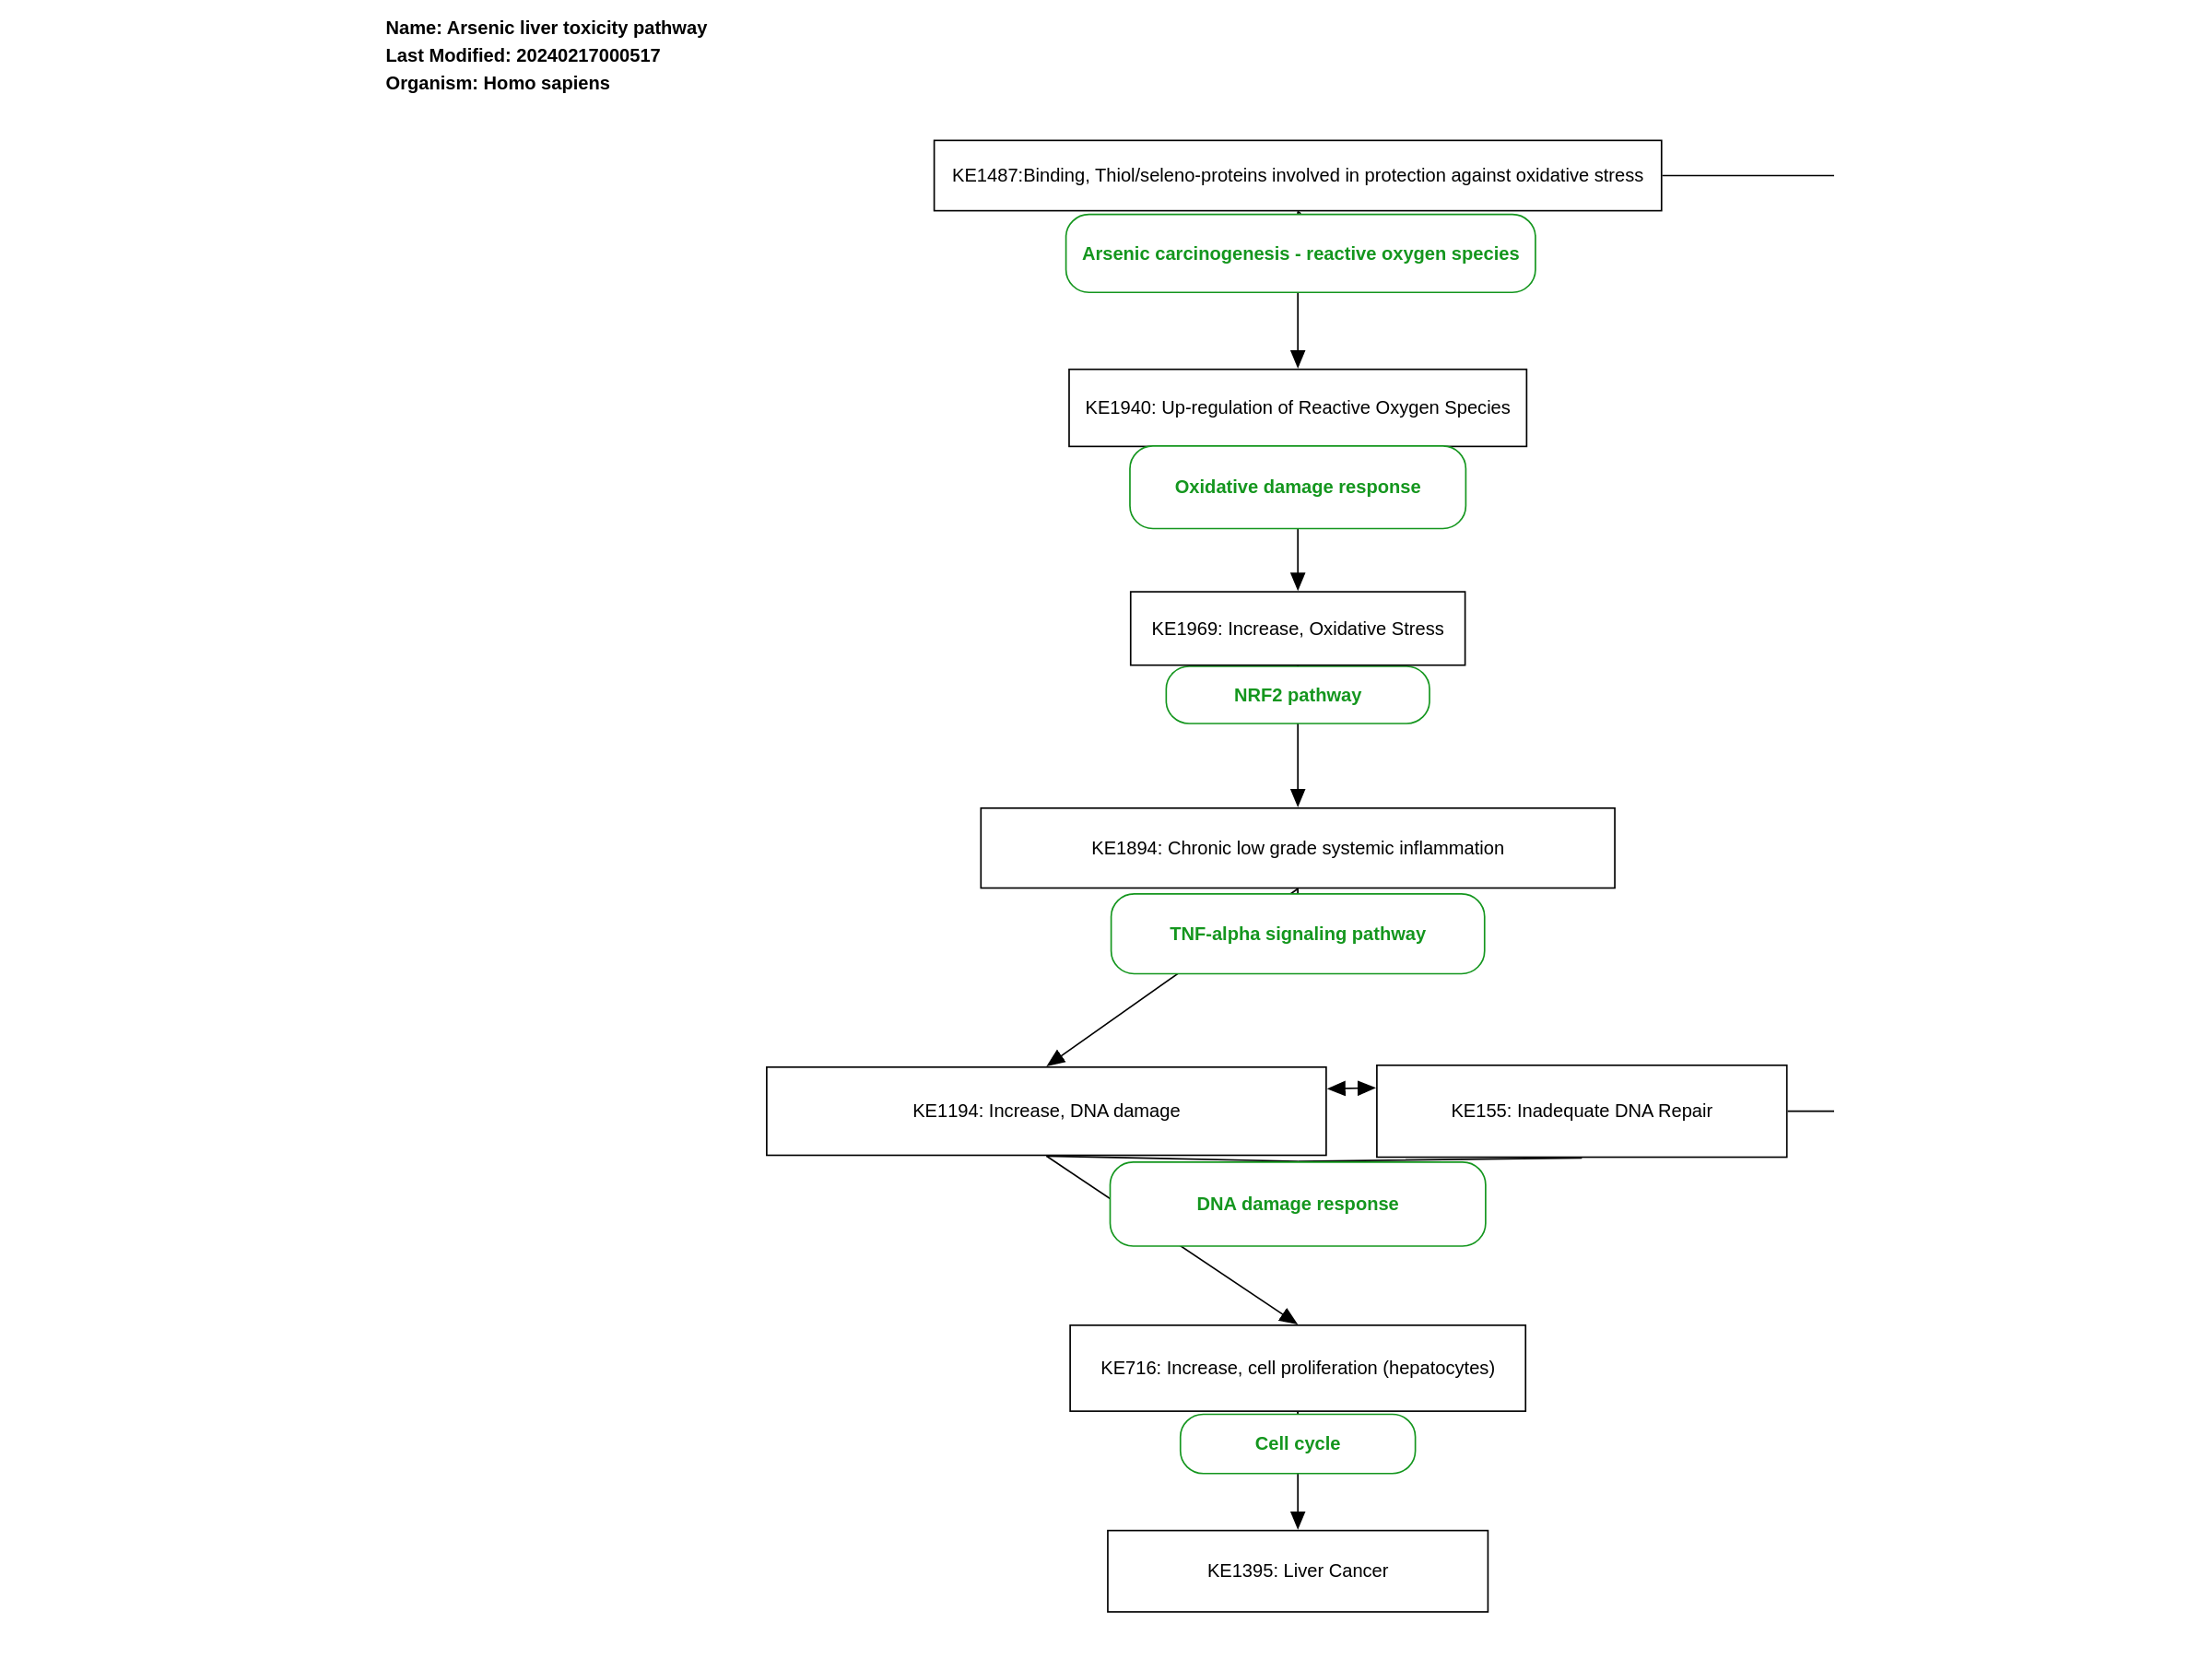 Name: Arsenic liver toxicity pathway
Last Modified: 20240217000517
Organism: Homo sapiens
KE1487:Binding, Thiol/seleno-proteins involved in protection against oxidative stress
Arsenic carcinogenesis - reactive oxygen species
KE1940: Up-regulation of Reactive Oxygen Species
Oxidative damage response
KE1969: Increase, Oxidative Stress
NRF2 pathway
KE1894: Chronic low grade systemic inflammation
TNF-alpha signaling pathway
KE1194: Increase, DNA damage
KE155: Inadequate DNA Repair
DNA damage response
KE716: Increase, cell proliferation (hepatocytes)
Cell cycle
KE1395: Liver Cancer